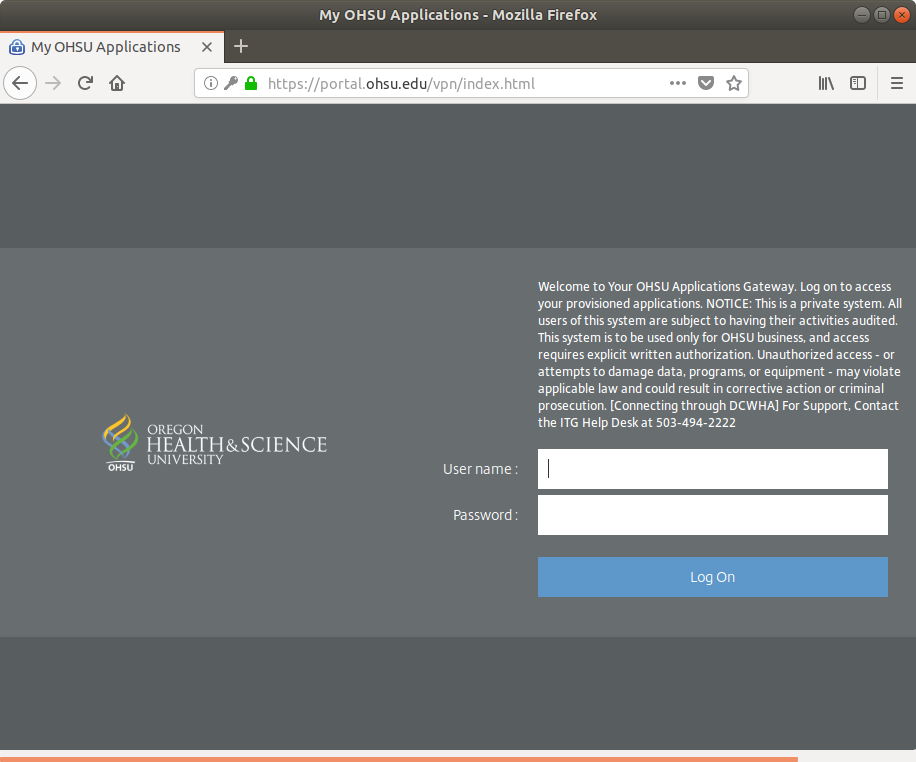 My OHSU Applications - Mozilla Firefox
My OHSU Applications
https://portal.ohsu.edu/vpn/index.html
Welcome to Your OHSU Applications Gateway. Log on to access
your provisioned applications. NOTICE: This is a private system. All
users of this system are subject to having their activities audited.
This system is to be used only for OHSU business, and access
requires explicit written authorization. Unauthorized access - or
attempts to damage data, programs, or equipment - may violate
applicable law and could result in corrective action or criminal
prosecution. [Connecting through DCWHA] For Support, Contact
the ITG Help Desk at 503-494-2222
OREGON
HEALTH&SCIENCE
UNIVERSITY
OHSU
User name :
Password :
Log On